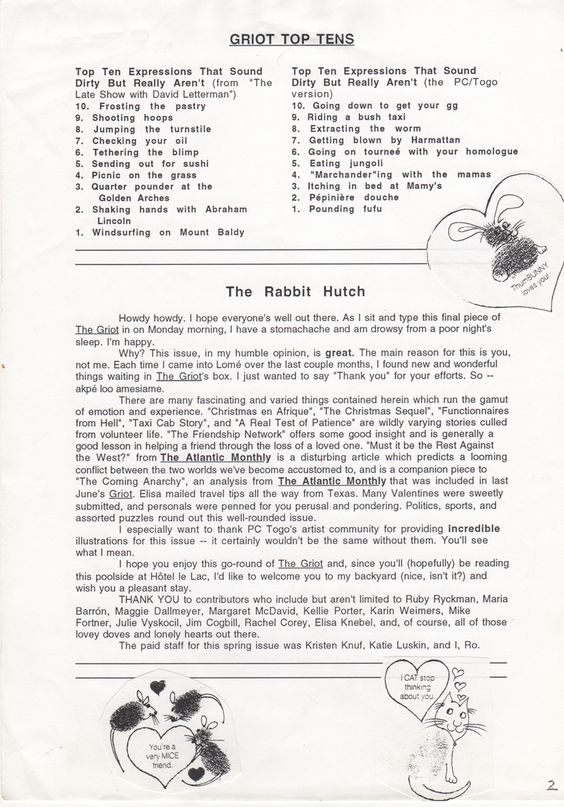 GRIOT TOP TENS
Top Ten Expressions That Sound
Dirty But Really Aren't (from "The
Late Show with David Letterman")
10. Frosting the pastry
9. Shooting hoops
8. Jumping the turnstile
7. Checking your oil
6. Tethering the blimp
5. Sending out for sushi
4. Picnic on the grass
3. Quarter pounder at the
Golden Arches
2. Shaking hands with Abraham
Lincoln
1. Windsurfing on Mount Baldy
Top Ten Expressions That Sound
Dirty But Really Aren't (the PC/Togo
version)
10. Going down to get your gg
9. Riding a bush taxi
8. Extracting the worm
7. Getting blown by Harmattan
6. Going on tourneé with your homologue
5. Eating jungoli
4. "Marchander"ing with the mamas
3. Itching in bed at Mamy's
2. Pépinière douche
1. Pounding fufu
ThumBUNNY
loves you!
The Rabbit Hutch
Howdy howdy. I hope everyone's well out there. As I sit and type this final piece of
The Griot in on Monday morning, I have a stomachache and am drowsy from a poor night's
sleep. I'm happy.
Why? This issue, in my humble opinion, is great. The main reason for this is you,
not me. Each time I came into Lomé over the last couple months, I found new and wonderful
things waiting in The Griot's box. I just wanted to say "Thank you" for your efforts. So --
akpé loo amesiame.
There are many fascinating and varied things contained herein which run the gamut
of emotion and experience. "Christmas en Afrique", "The Christmas Sequel", "Functionnaires
from Hell", "Taxi Cab Story", and "A Real Test of Patience" are wildly varying stories culled
from volunteer life. "The Friendship Network" offers some good insight and is generally a
good lesson in helping a friend through the loss of a loved one. "Must it be the Rest Against
the West?" from The Atlantic Monthly is a disturbing article which predicts a looming
conflict between the two worlds we've become accustomed to, and is a companion piece to
"The Coming Anarchy", an analysis from The Atlantic Monthly that was included in last
June's Griot. Elisa mailed travel tips all the way from Texas. Many Valentines were sweetly
submitted, and personals were penned for you perusal and pondering. Politics, sports, and
assorted puzzles round out this well-rounded issue.
I especially want to thank PC Togo's artist community for providing incredible
illustrations for this issue -- it certainly wouldn't be the same without them. You'll see
what I mean.
I hope you enjoy this go-round of The Griot and, since you'll (hopefully) be reading
this poolside at Hôtel le Lac, I'd like to welcome you to my backyard (nice, isn't it?) and
wish you a pleasant stay.
THANK YOU to contributors who include but aren't limited to Ruby Ryckman, Maria
Barrón, Maggie Dallmeyer, Margaret McDavid, Kellie Porter, Karin Weimers, Mike
Fortner, Julie Vyskocil, Jim Cogbill, Rachel Corey, Elisa Knebel, and, of course, all of those
lovey doves and lonely hearts out there.
The paid staff for this spring issue was Kristen Knuf, Katie Luskin, and I, Ro.
You're a
very MICE
friend.
I CAT stop
thinking
about you
2